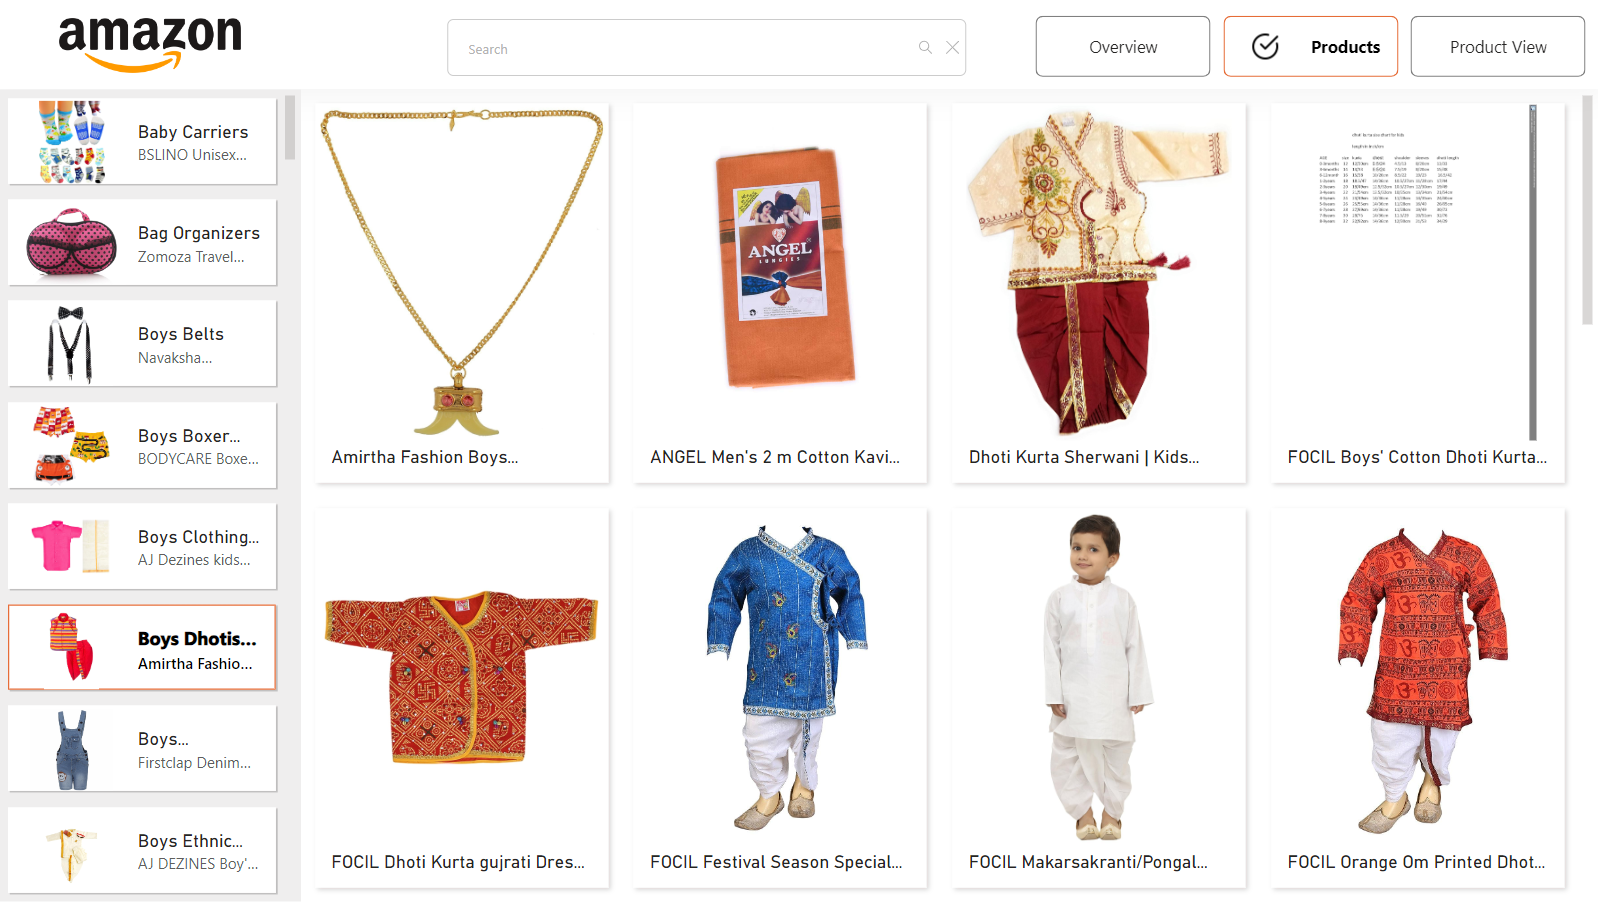 amazon
Search
Overview
Products
Product View
Baby Carriers
BSLINO Unisex...
Bag Organizers
Zomoza Travel...
Boys Belts
Navaksha...
Boys Boxer...
BODYCARE Boxe...
Boys Clothing...
AJ Dezines kids...
Boys Dhotis...
Amirtha Fashio...
Boys...
Firstclap Denim...
Boys Ethnic...
AJ DEZINES Boy'...
Amirtha Fashion Boys...
ANGEL
LUNGIES
ANGEL Men's 2 m Cotton Kavi...
Dhoti Kurta Sherwani | Kids...
FOCIL Boys' Cotton Dhoti Kurta...
FOCIL Dhoti Kurta gujrati Dres...
FOCIL Festival Season Special...
FOCIL Makarsakranti/Pongal...
FOCIL Orange Om Printed Dhot...